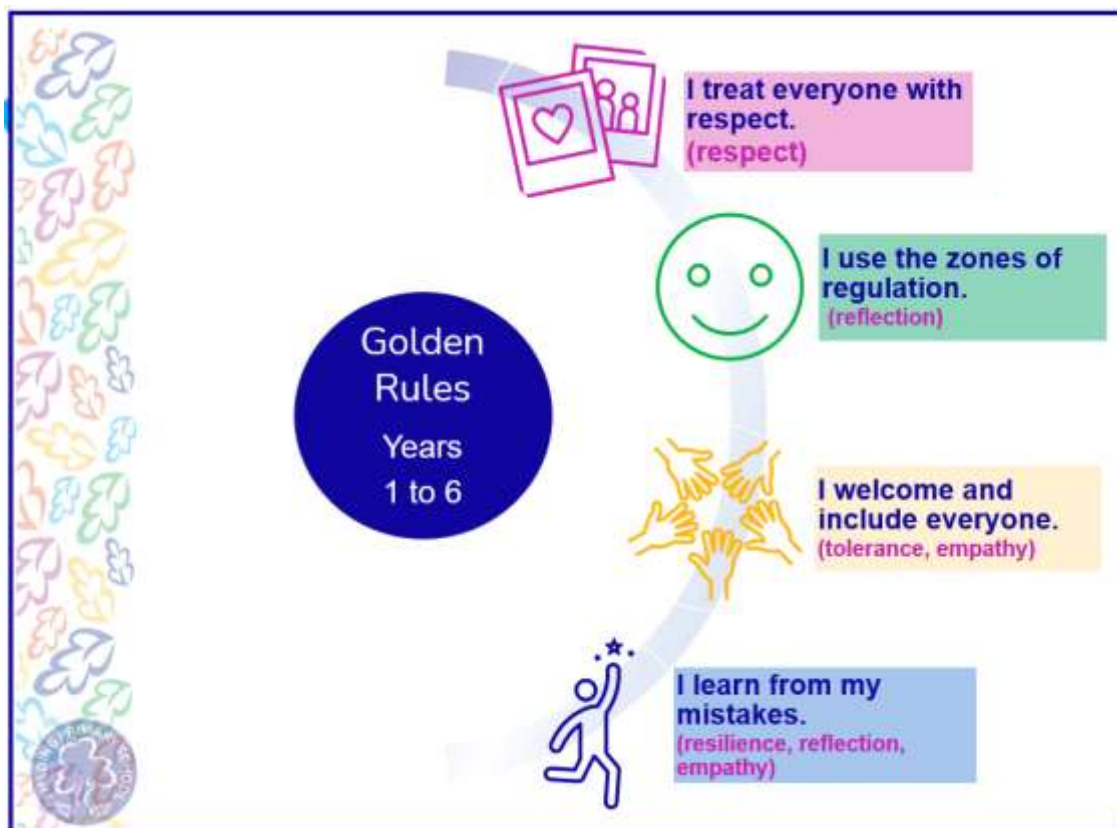 Golden
Rules
Years
1 to 6
I treat everyone with
respect.
(respect)
I use the zones of
regulation.
(reflection)
I welcome and
include everyone.
(tolerance, empathy)
I learn from my
mistakes.
(resilience, reflection,
empathy)